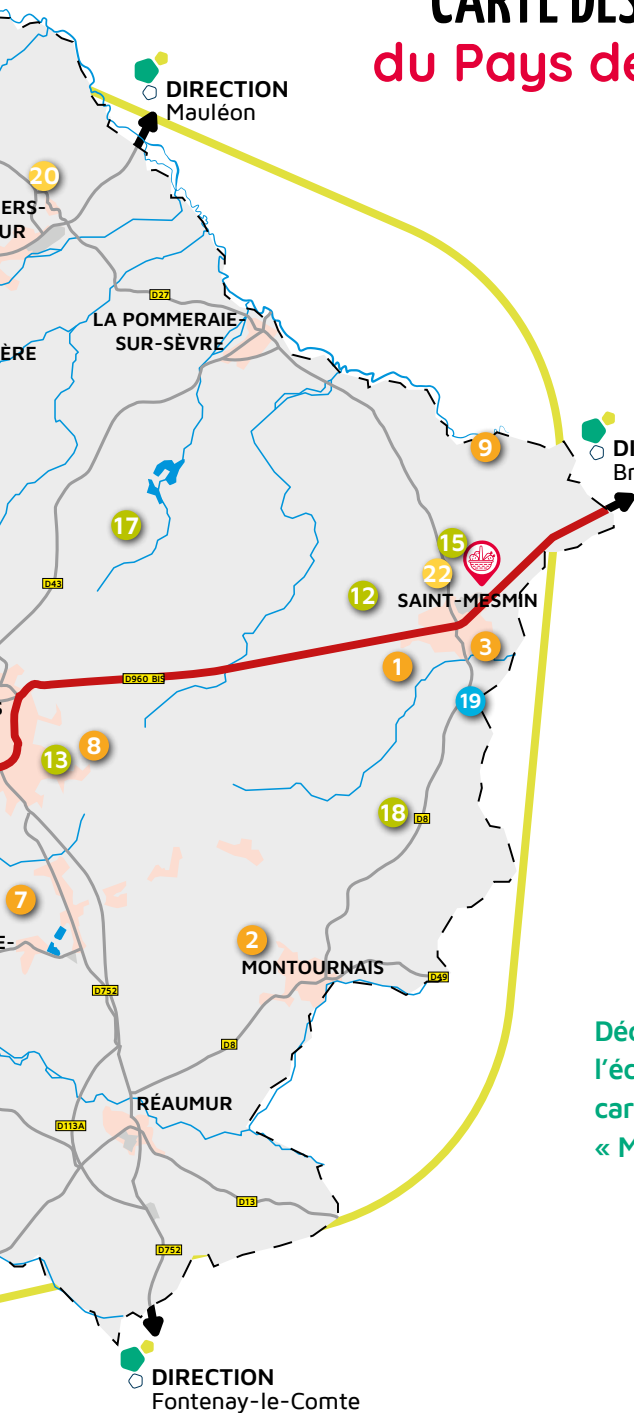 CARTE DES
du Pays de
DIRECTION
Mauléon
20
ERS-
UR
D27
LA POMMERAIE-
SUR-SÈVRE
ÈRE
9
DI
Br
17
15
22
D43
12
SAINT-MESMIN
3
1
D960 BIS
19
8
13
18
D8
7
2
E-
MONTOURNAIS
D49
D752
Déc
l'éc
car
« M
D8
RÉAUMUR
D113A
D13
D752
DIRECTION
Fontenay-le-Comte